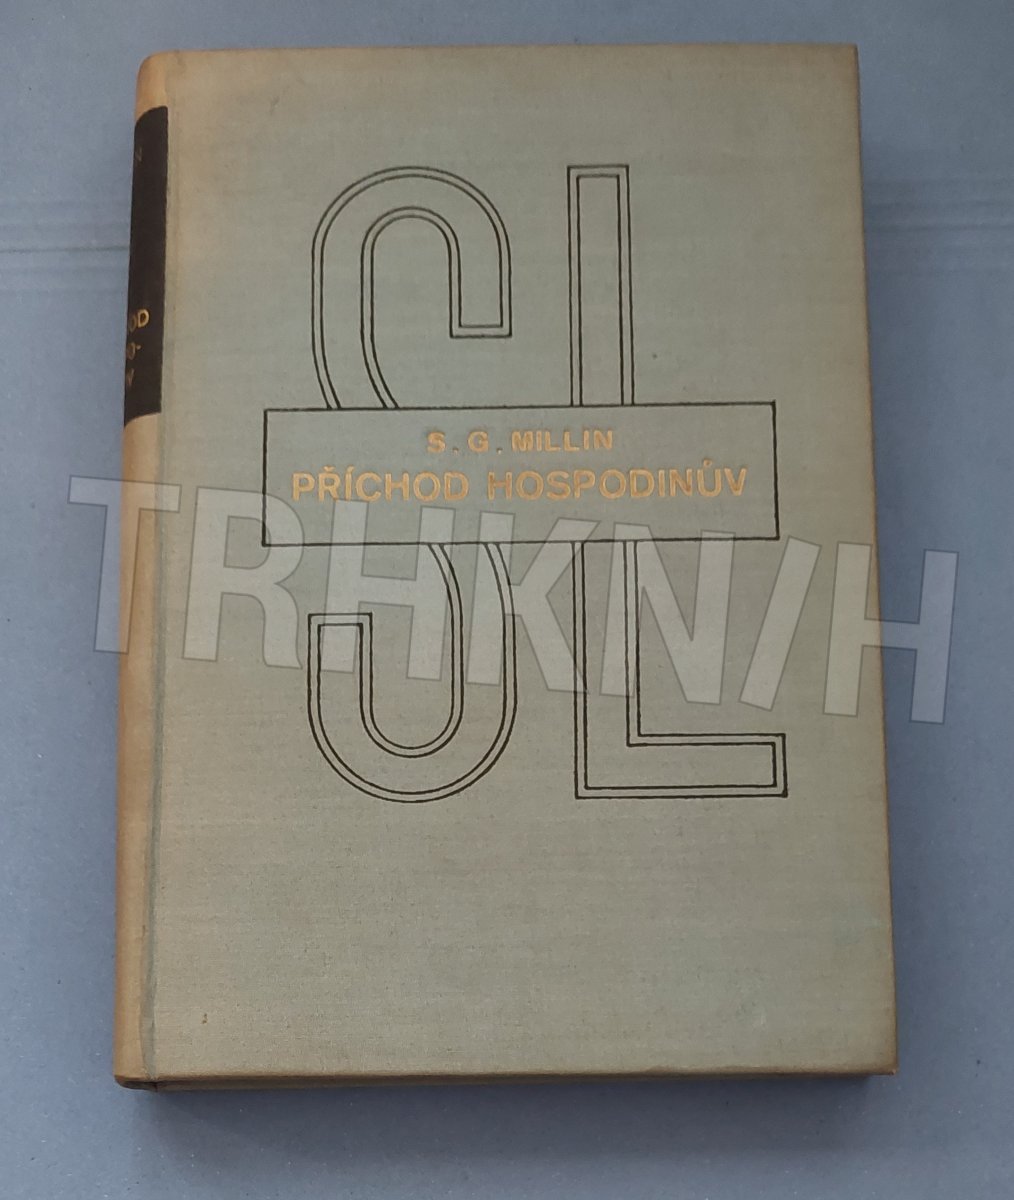 S. G. MILLIN
PŘÍCHOD HOSPODINŮV
SL
TRHKNIH